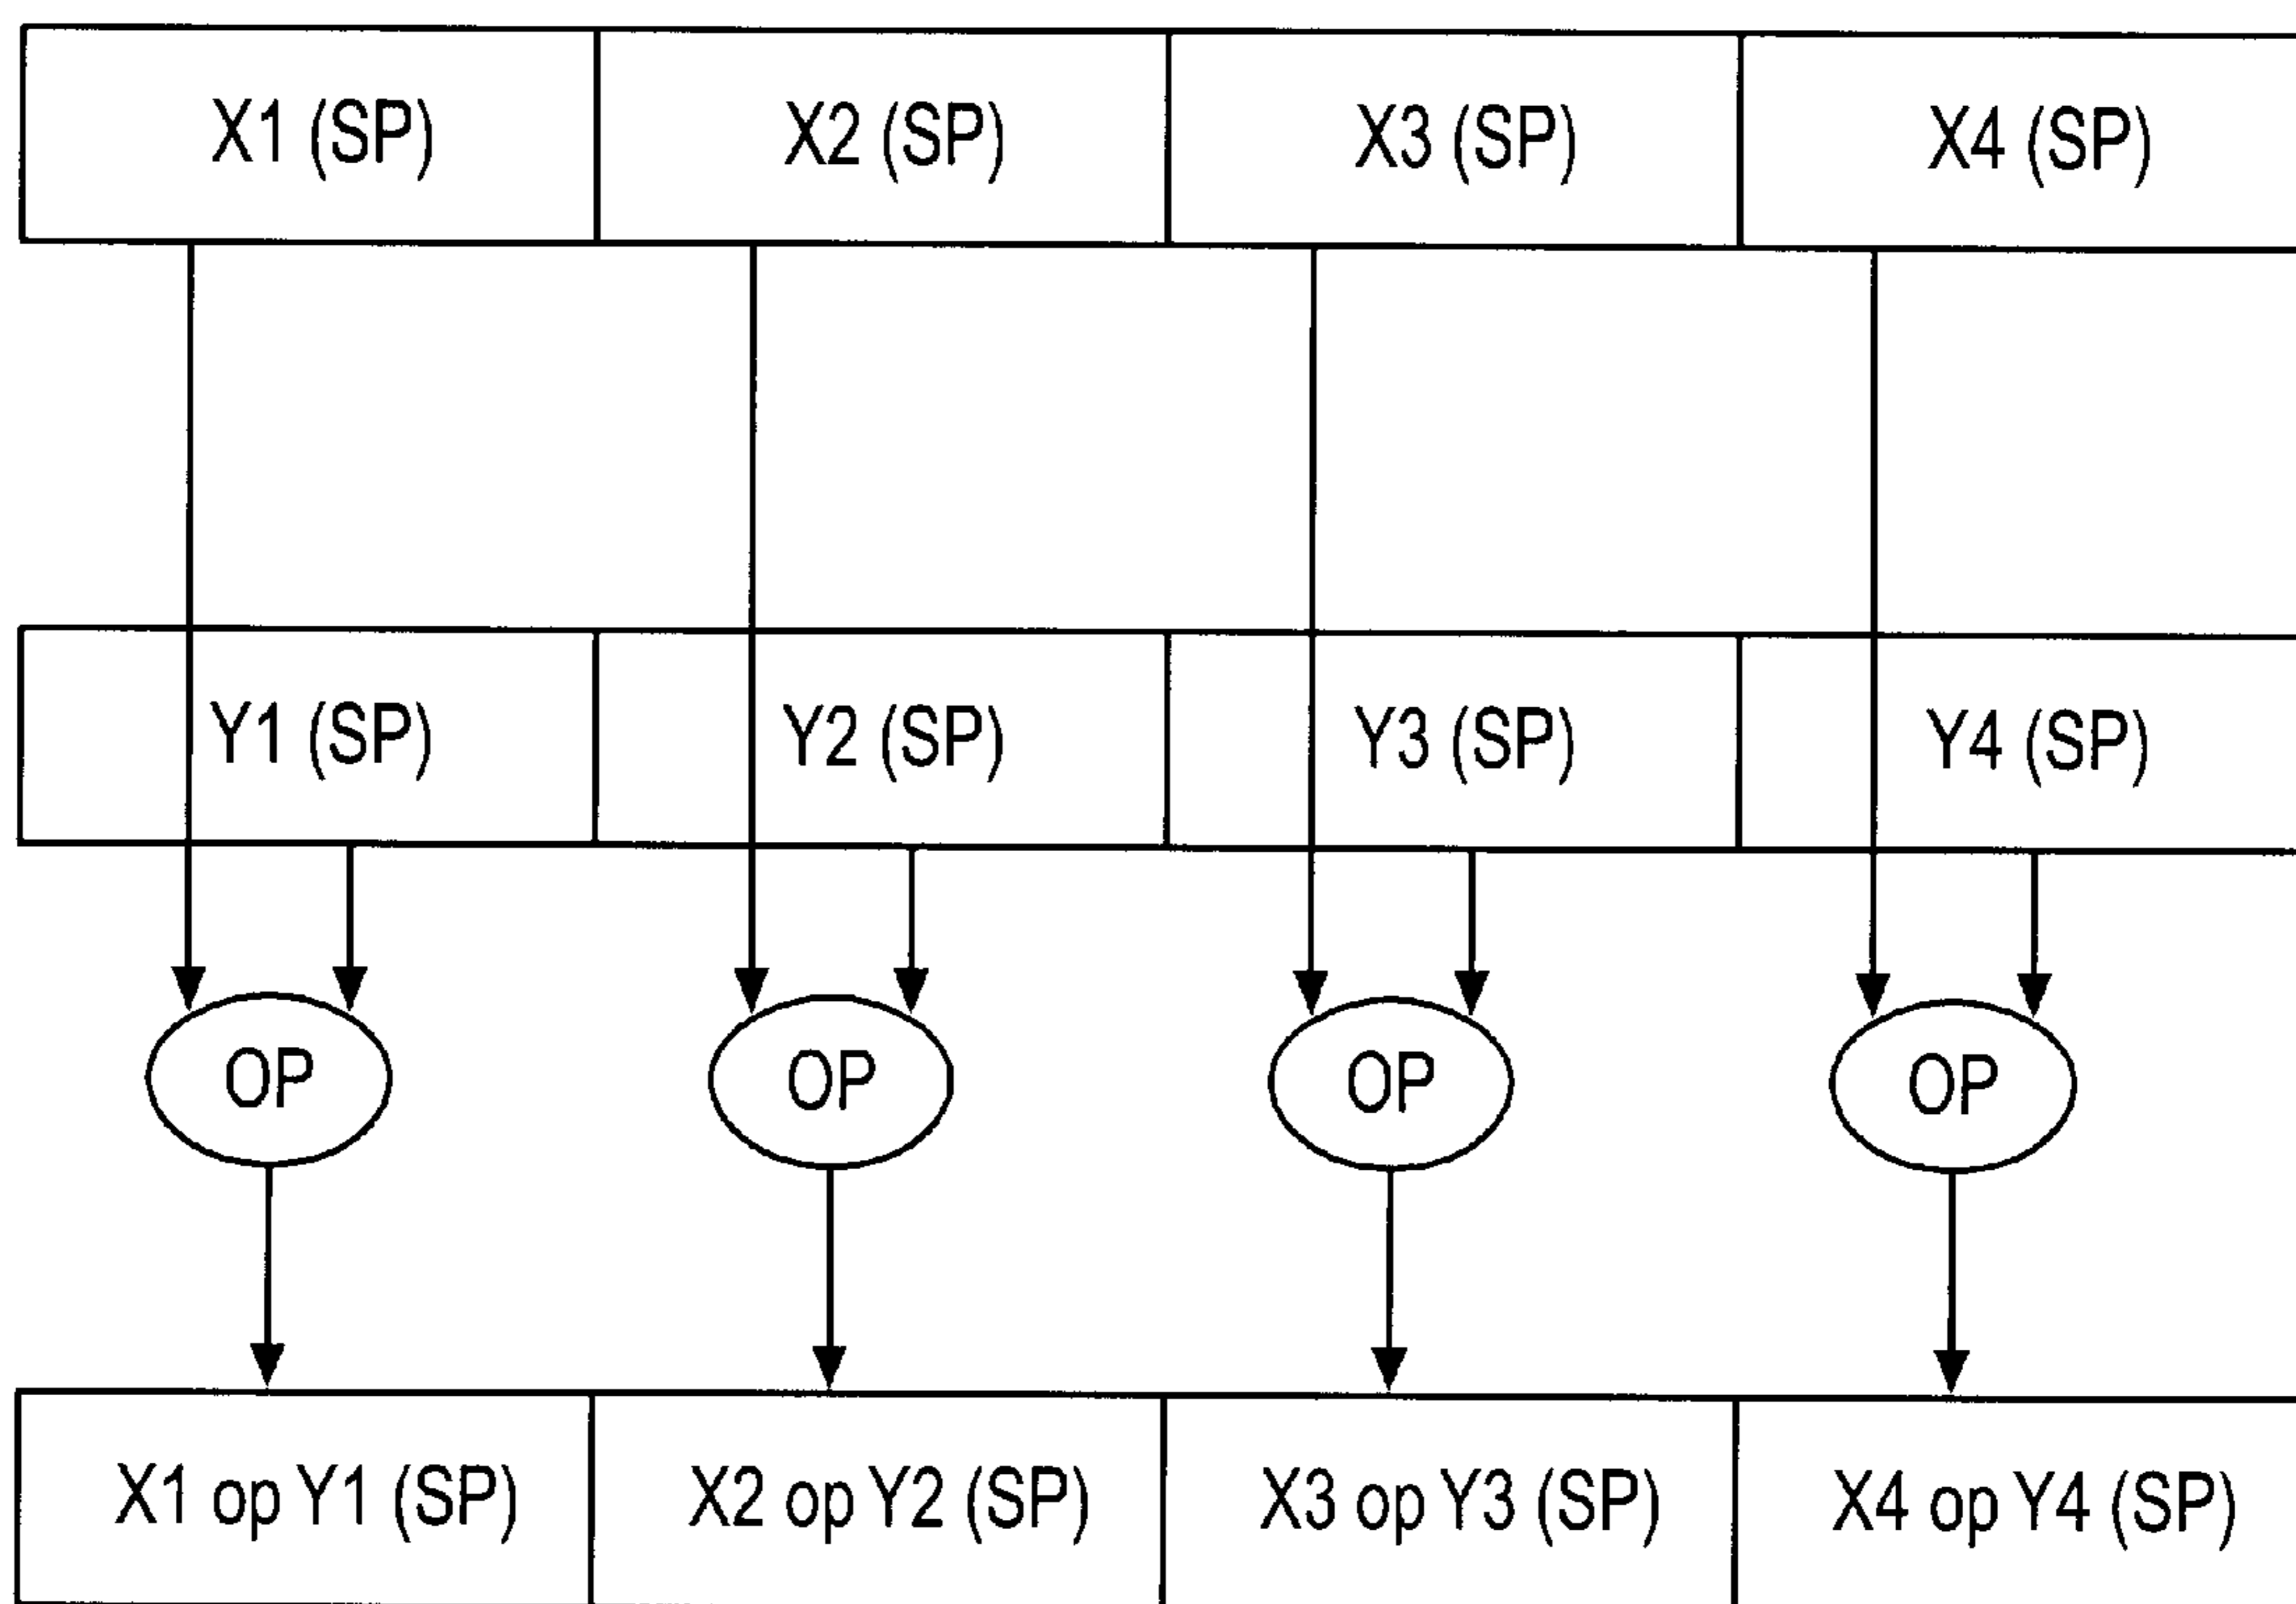 X1 (SP) X2 (SP) X3 (SP) X4 (SP)
Y1 (SP) Y2 (SP) Y3 (SP) Y4 (SP)
OP OP OP OP
X1 op Y1 (SP) X2 op Y2 (SP) X3 op Y3 (SP) X4 op Y4 (SP)